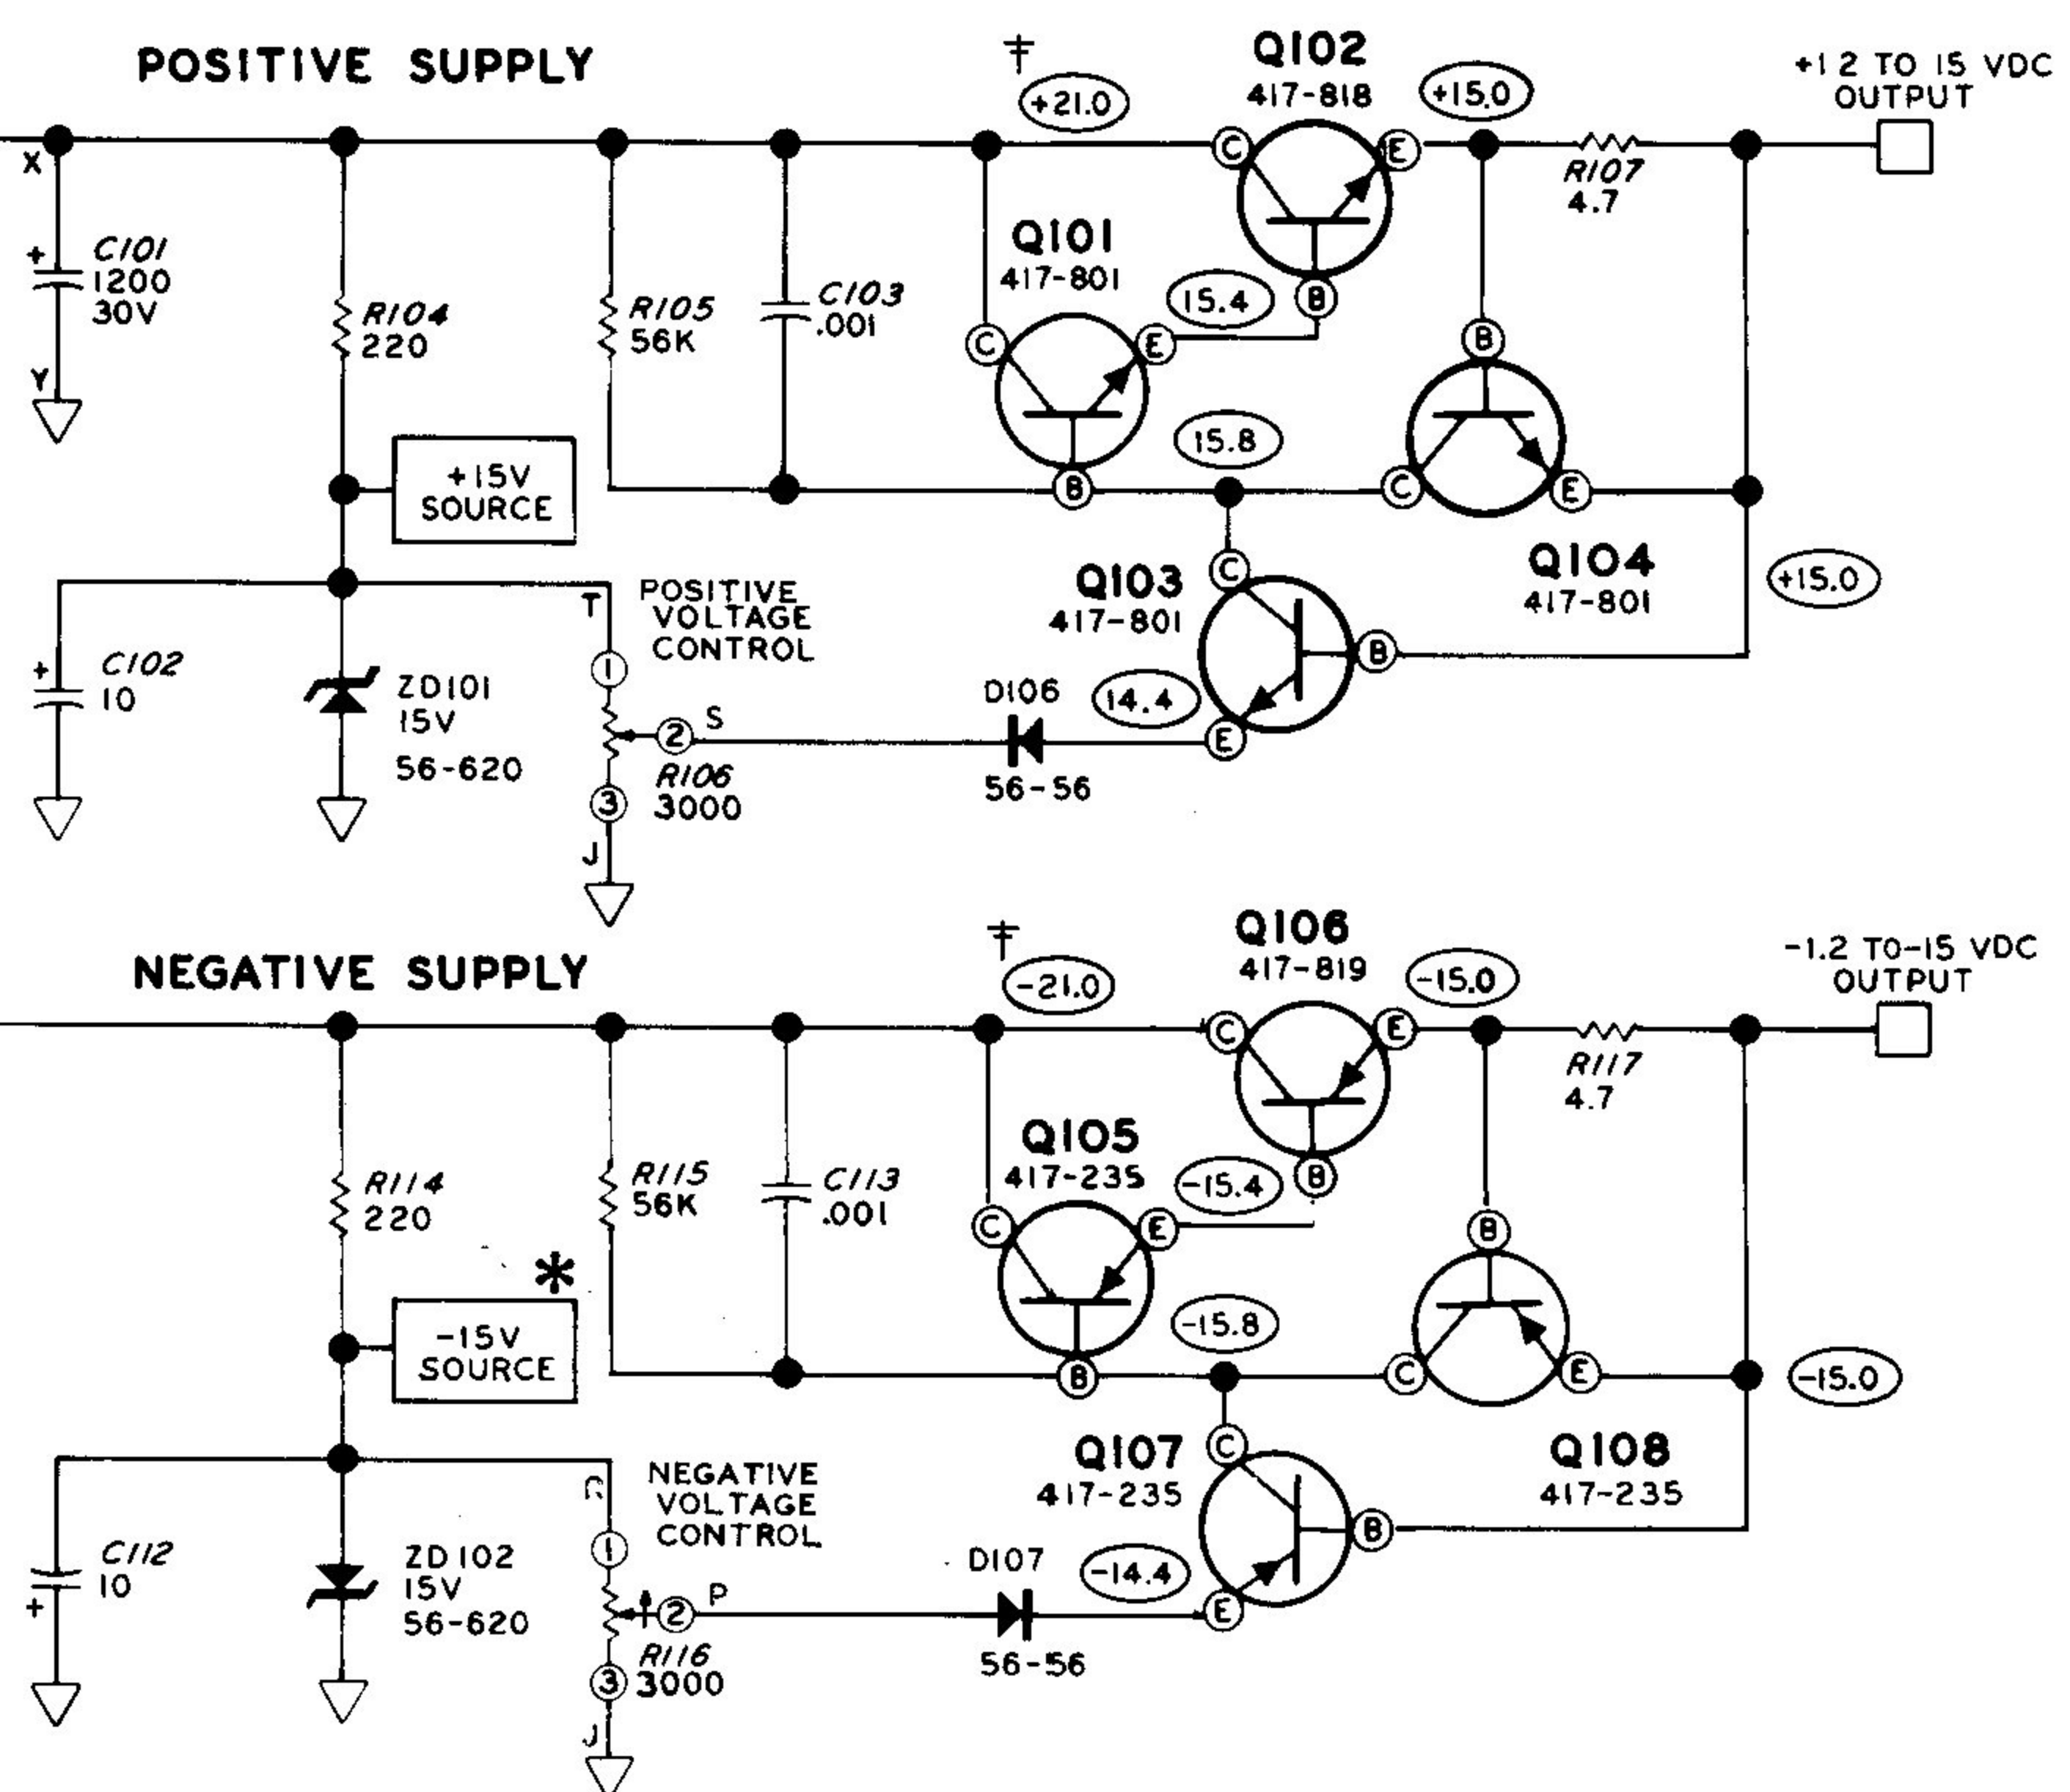 POSITIVE SUPPLY
+21.0
Q102
417-818
+15.0
+1 2 TO 15 VDC
OUTPUT
C
E
X
R107
4.7
C101
1200
30V
+
Q101
417-801
15.4
B
R104
220
R105
56K
C103
.001
C
E
B
Y
15.8
+15V
SOURCE
B
C
E
C
Q103
417-801
Q104
417-801
+15.0
T
POSITIVE
VOLTAGE
CONTROL
B
+
C102
10
ZD101
15V
56-620
1
D106
14.4
2
S
E
R106
3000
56-56
3
J
NEGATIVE SUPPLY
-21.0
Q106
417-819
-15.0
-1.2 TO-15 VDC
OUTPUT
C
E
R117
4.7
Q105
417-235
-15.4
B
R114
220
R115
56K
C113
.001
C
E
B
*
-15V
SOURCE
-15.8
B
C
E
-15.0
C
Q107
417-235
Q108
417-235
NEGATIVE
VOLTAGE
CONTROL
B
C112
10
+
ZD102
15V
56-620
1
D107
-14.4
2
P
E
R116
3000
56-56
3
J